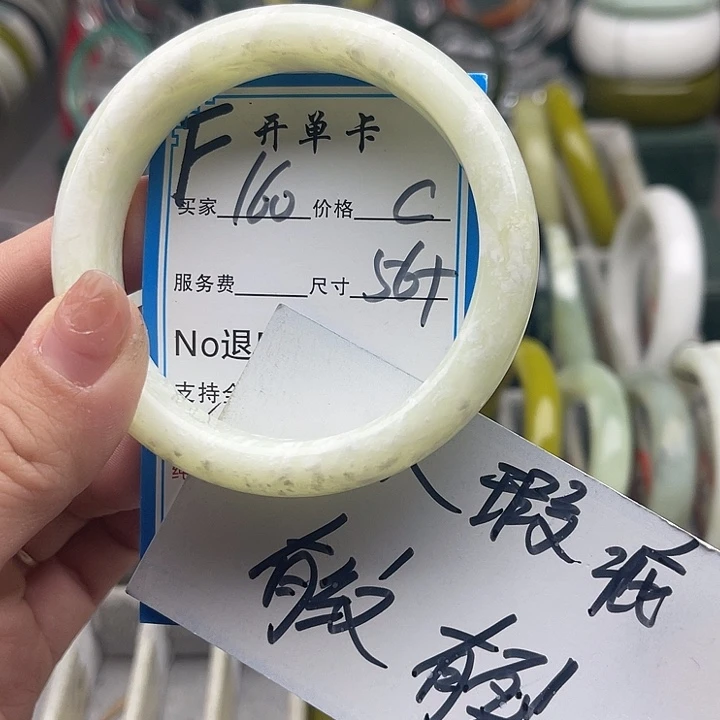 F 开单卡
买家 160 价格 C
服务费 尺寸 56+
No退
支持全
瑕疵
有纹
有裂